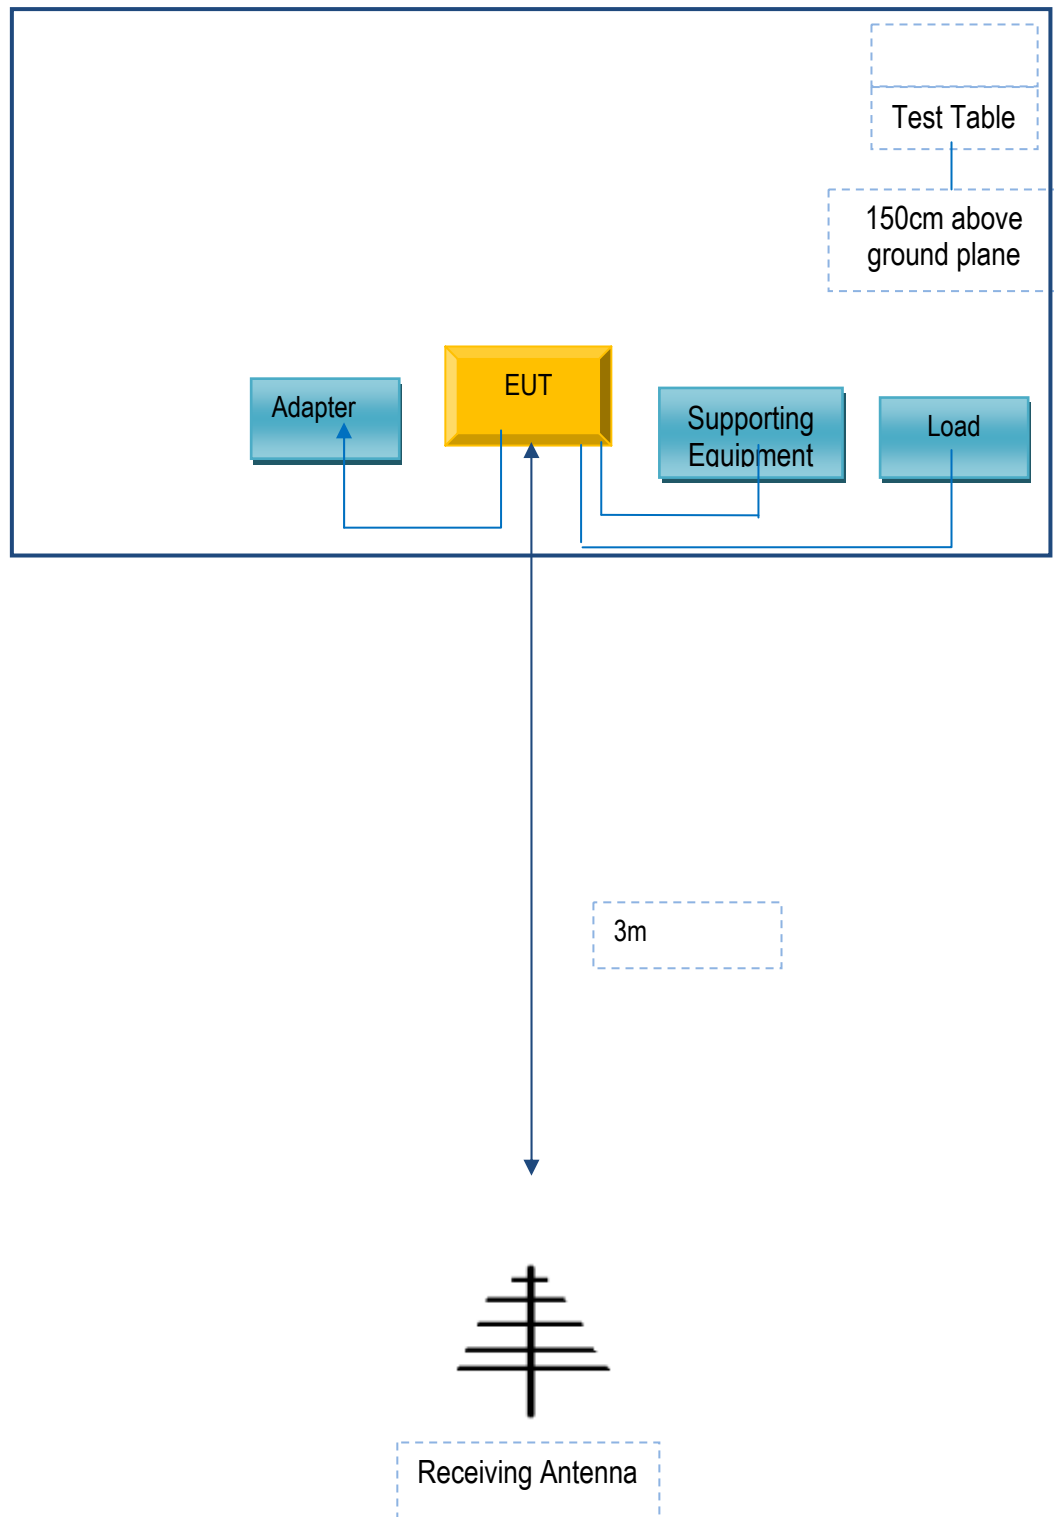 Test Table
150cm above
ground plane
EUT
Adapter
Supporting
Equipment
Load
3m
Receiving Antenna